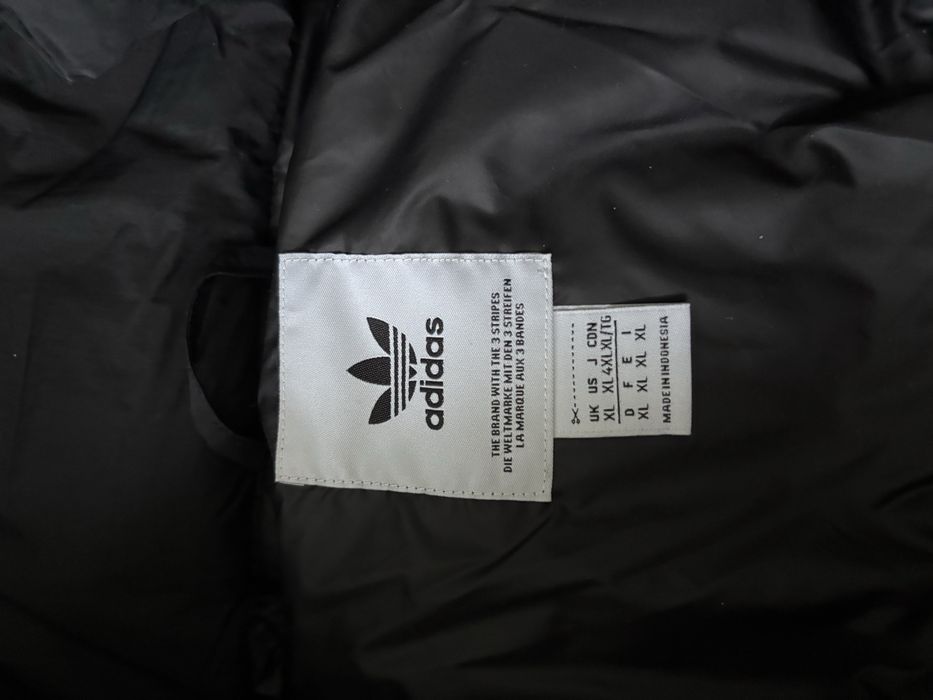 adidas
THE BRAND WITH THE 3 STRIPES
DIE WELTMARKE MIT DEN 3 STREIFEN
LA MARQUE AUX 3 BANDES
UK US J CDN
XL XL 4XL XL/TG
D F E I
XL XL XL XL
MADE IN INDONESIA